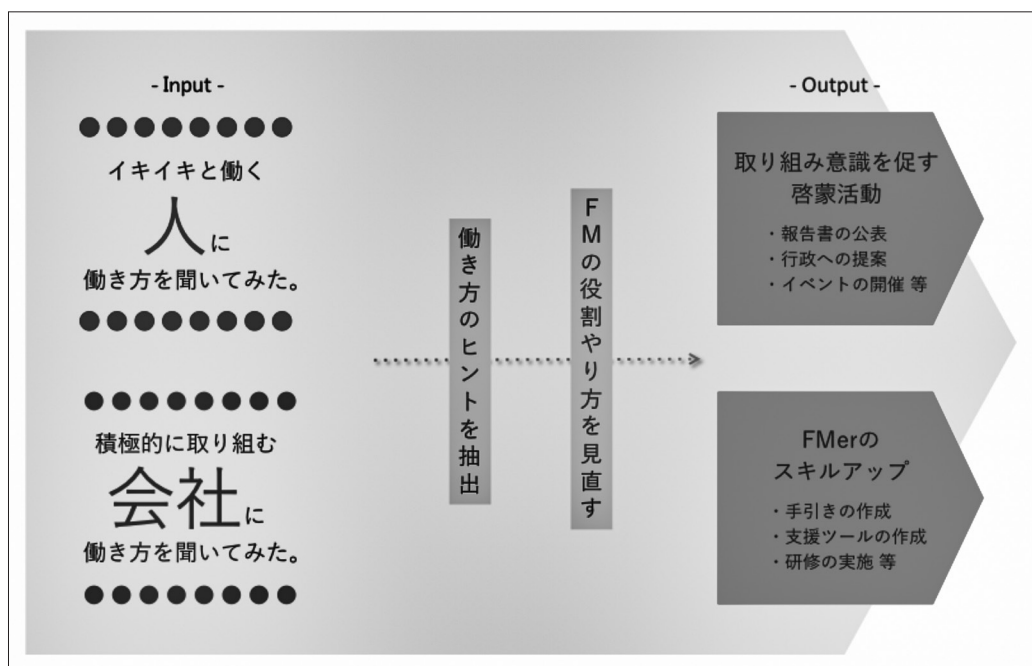 - Input -
イキイキと働く
人に
働き方を聞いてみた。
積極的に取り組む
会社に
働き方を聞いてみた。
働き方のヒントを抽出
FMの役割やり方を見直す
- Output -
取り組み意識を促す
啓蒙活動
・報告書の公表
・行政への提案
・イベントの開催 等
FMerの
スキルアップ
・手引きの作成
・支援ツールの作成
・研修の実施 等